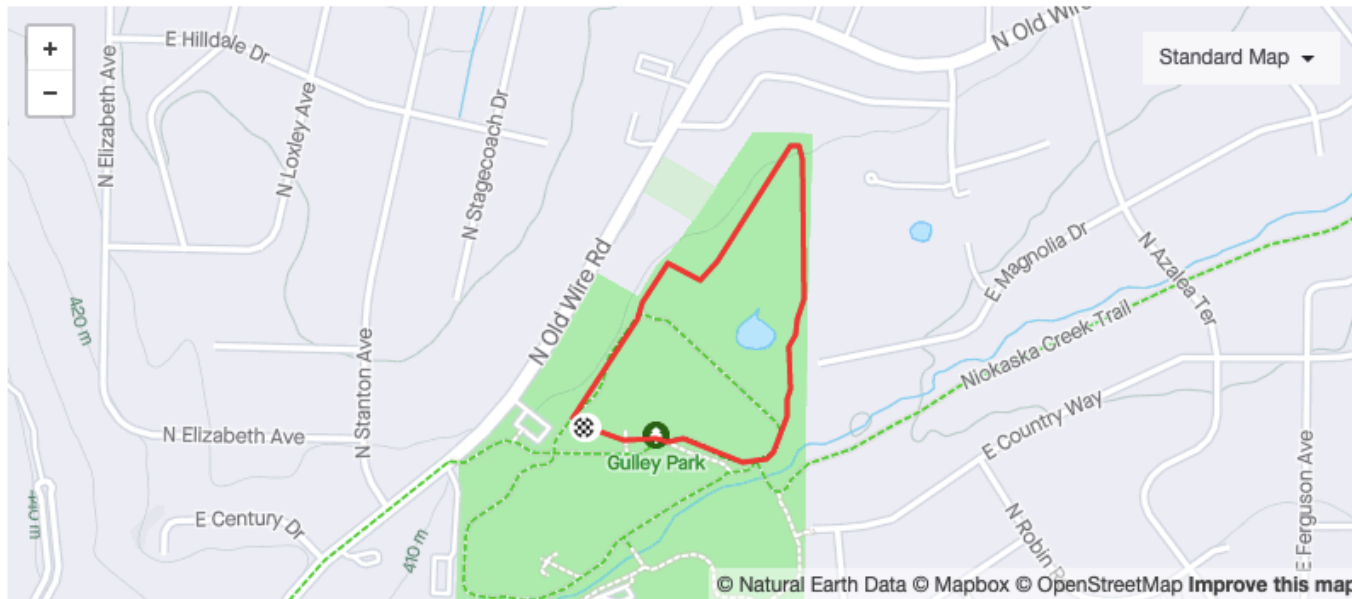 +
−
Standard Map
E Hilldale Dr
N Elizabeth Ave
N Loxley Ave
N Stagecoach Dr
N Old Wire
N Old Wire Rd
E Magnolia Dr
N Azalea Ter
Niokaska Creek Trail
420 m
N Stanton Ave
N Elizabeth Ave
Gulley Park
E Country Way
E Century Dr
410 m
N Robin
E Ferguson Ave
© Natural Earth Data © Mapbox © OpenStreetMap Improve this map